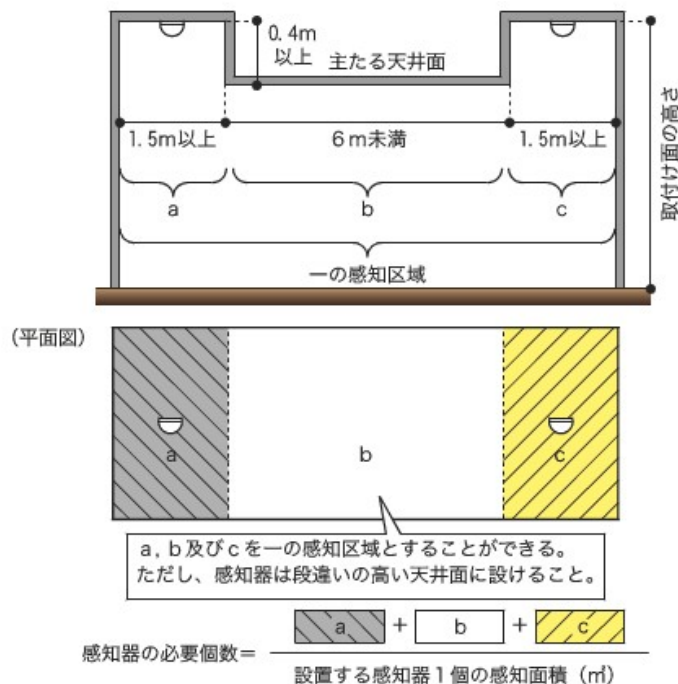 0.4m
以上
主たる天井面
取付け面の高さ
1.5m以上
6m未満
1.5m以上
a
b
c
一の感知区域
(平面図)
a
b
c
a, b及びcを一の感知区域とすることができる。
ただし、感知器は段違いの高い天井面に設けること。
感知器の必要個数=
a + b + c
設置する感知器1個の感知面積 (㎡)